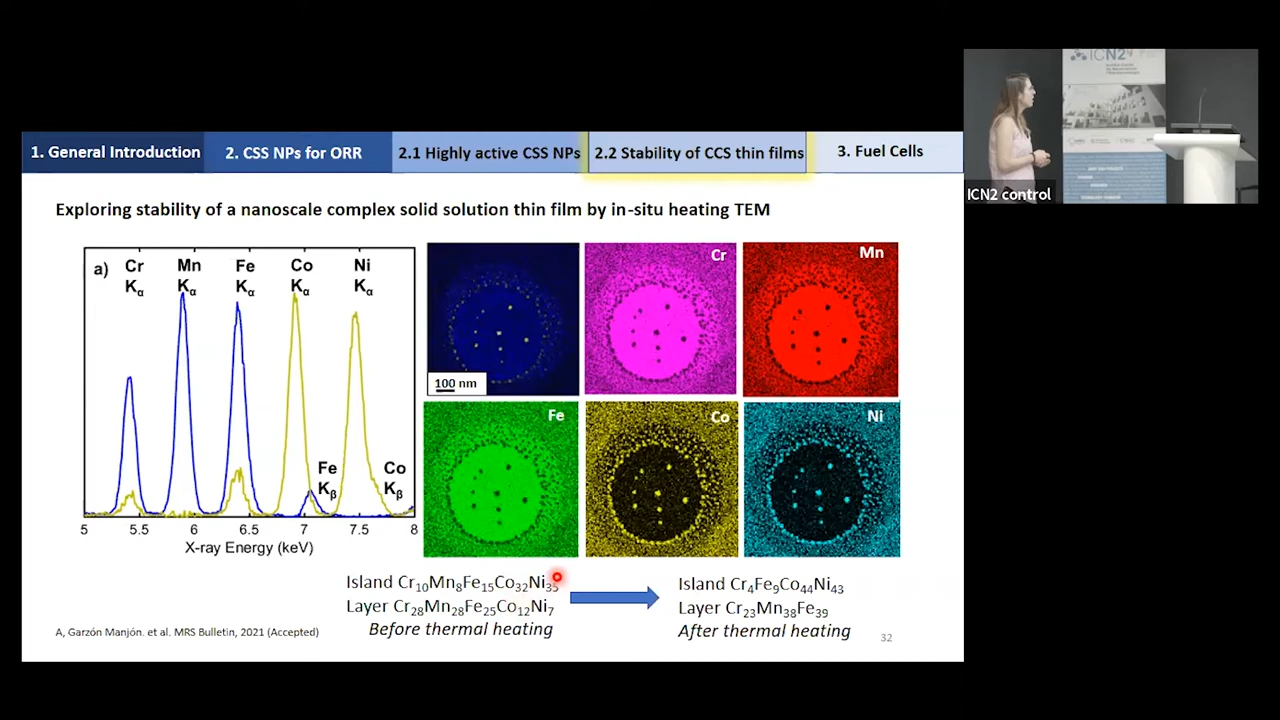 1. General Introduction
2. CSS NPs for ORR
2.1 Highly active CSS NPs
2.2 Stability of CCS thin films
3. Fuel Cells
Exploring stability of a nanoscale complex solid solution thin film by in-situ heating TEM
a)
Cr Kα
Mn Kα
Fe Kα
Co Kα
Ni Kα
Fe Kβ
Co Kβ
5 5.5 6 6.5 7 7.5 8
X-ray Energy (keV)
100 nm
Cr
Mn
Fe
Co
Ni
Island Cr₁₀Mn₈Fe₁₅Co₃₂Ni₃₅
Layer Cr₂₈Mn₂₈Fe₂₅Co₁₂Ni₇
Before thermal heating
Island Cr₄Fe₉Co₄₄Ni₄₃
Layer Cr₂₃Mn₃₈Fe₃₉
After thermal heating
A, Garzón Manjón. et al. MRS Bulletin, 2021 (Accepted)
32
ICN2
ICN2 control